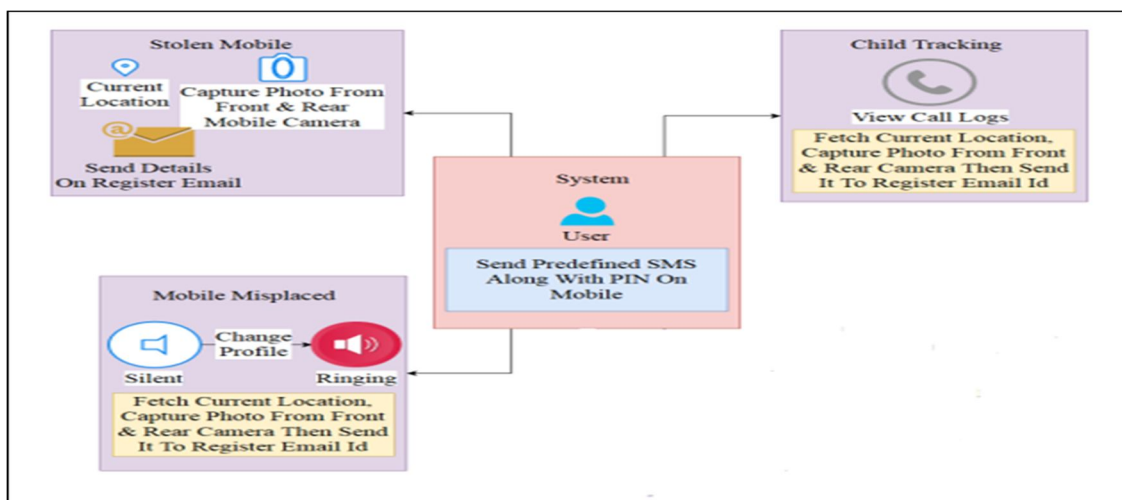 Stolen Mobile
Current
Location
Capture Photo From
Front & Rear
Mobile Camera
@
Send Details
On Register Email
Child Tracking
View Call Logs
Fetch Current Location,
Capture Photo From Front
& Rear Camera Then Send
It To Register Email Id
System
User
Send Predefined SMS
Along With PIN On
Mobile
Mobile Misplaced
Change
Profile
Silent
Ringing
Fetch Current Location,
Capture Photo From Front
& Rear Camera Then Send
It To Register Email Id